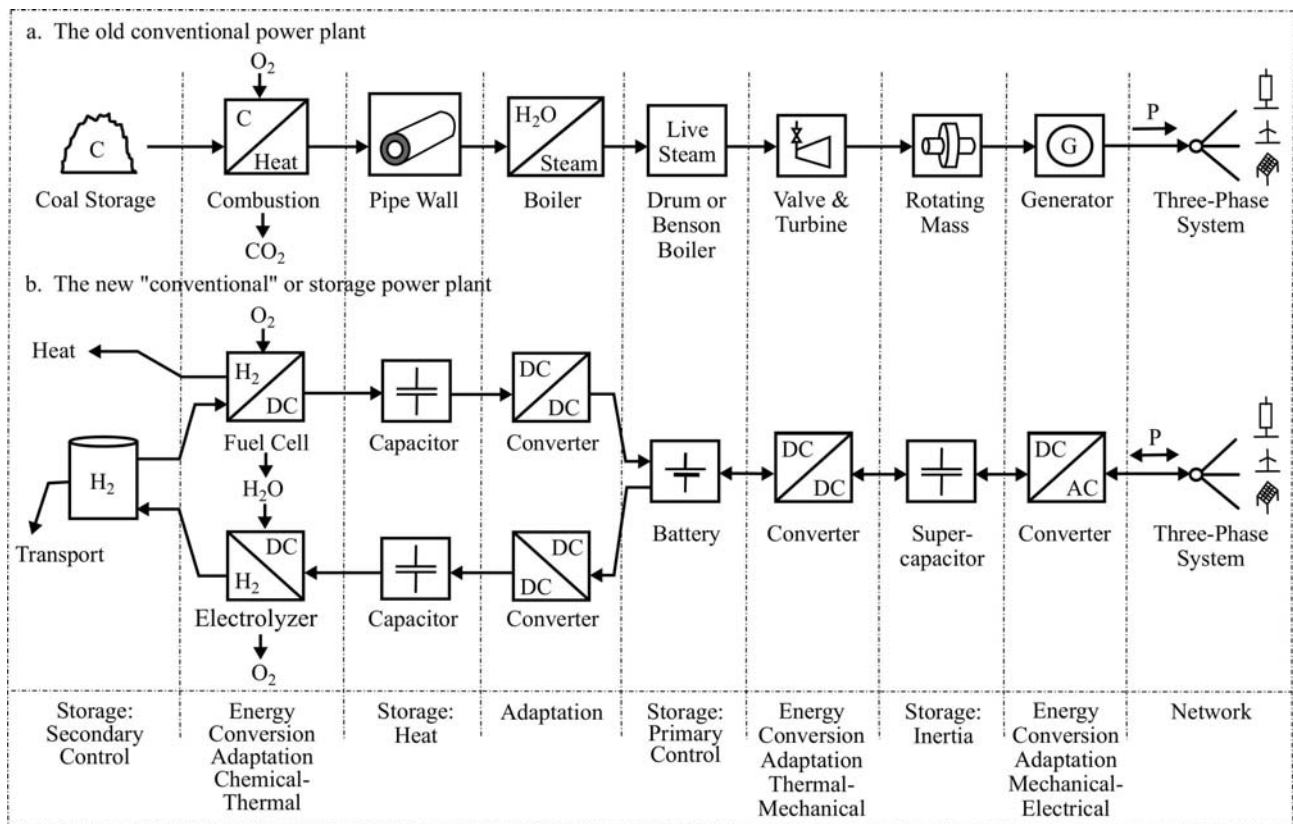 a. The old conventional power plant
O2
C
C
Heat
H2O
Steam
Live
Steam
G
P
Coal Storage
Combustion
Pipe Wall
Boiler
Drum or
Benson
Boiler
Valve &
Turbine
Rotating
Mass
Generator
Three-Phase
System
CO2
b. The new "conventional" or storage power plant
O2
Heat
H2
DC
DC
DC
Fuel Cell
Capacitor
Converter
H2
Transport
H2O
Battery
DC
DC
Converter
Super-
capacitor
DC
AC
Converter
P
Three-Phase
System
DC
H2
DC
DC
Electrolyzer
Capacitor
Converter
O2
Storage:
Secondary
Control
Energy
Conversion
Adaptation
Chemical-
Thermal
Storage:
Heat
Adaptation
Storage:
Primary
Control
Energy
Conversion
Adaptation
Thermal-
Mechanical
Storage:
Inertia
Energy
Conversion
Adaptation
Mechanical-
Electrical
Network